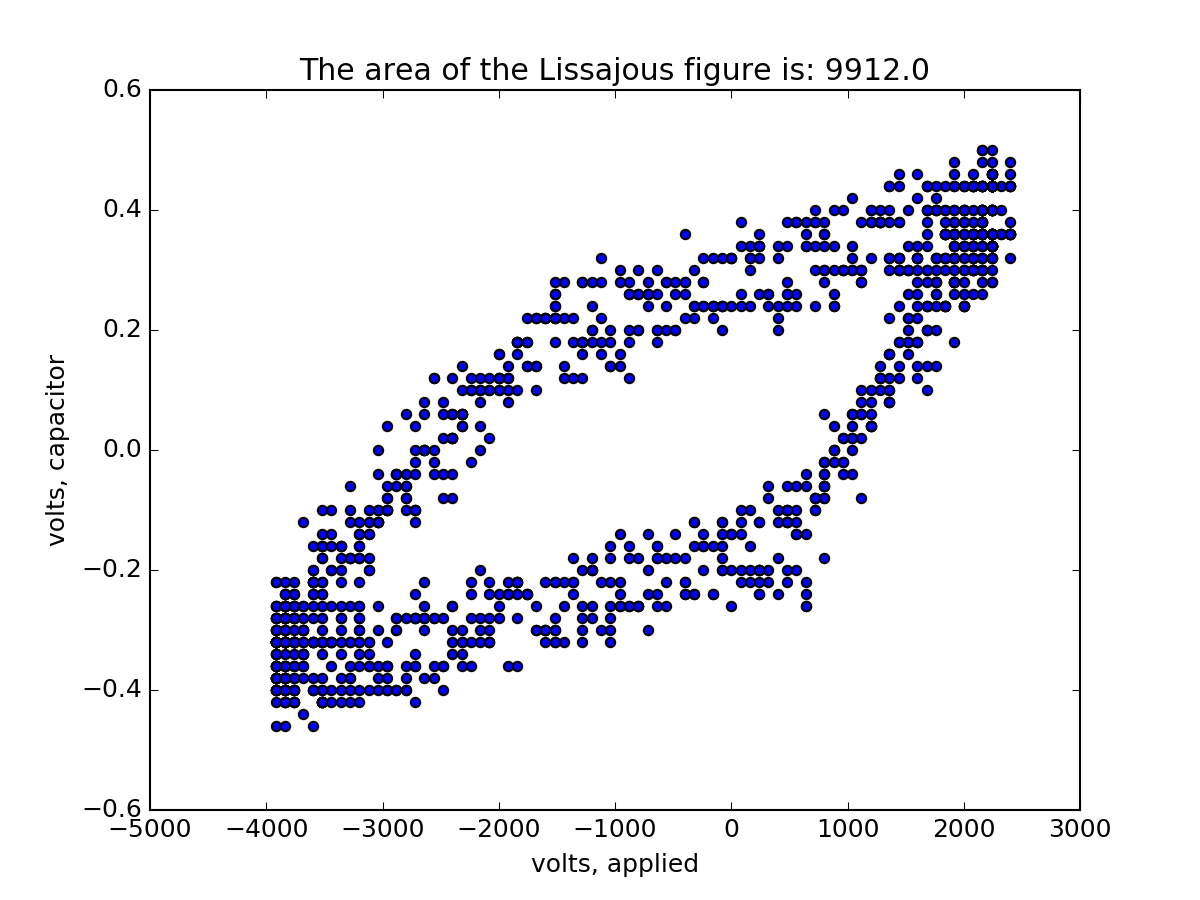 The area of the Lissajous figure is: 9912.0
0.6
0.4
0.2
0.0
−0.2
−0.4
−0.6
volts, capacitor
−5000 −4000 −3000 −2000 −1000 0 1000 2000 3000
volts, applied